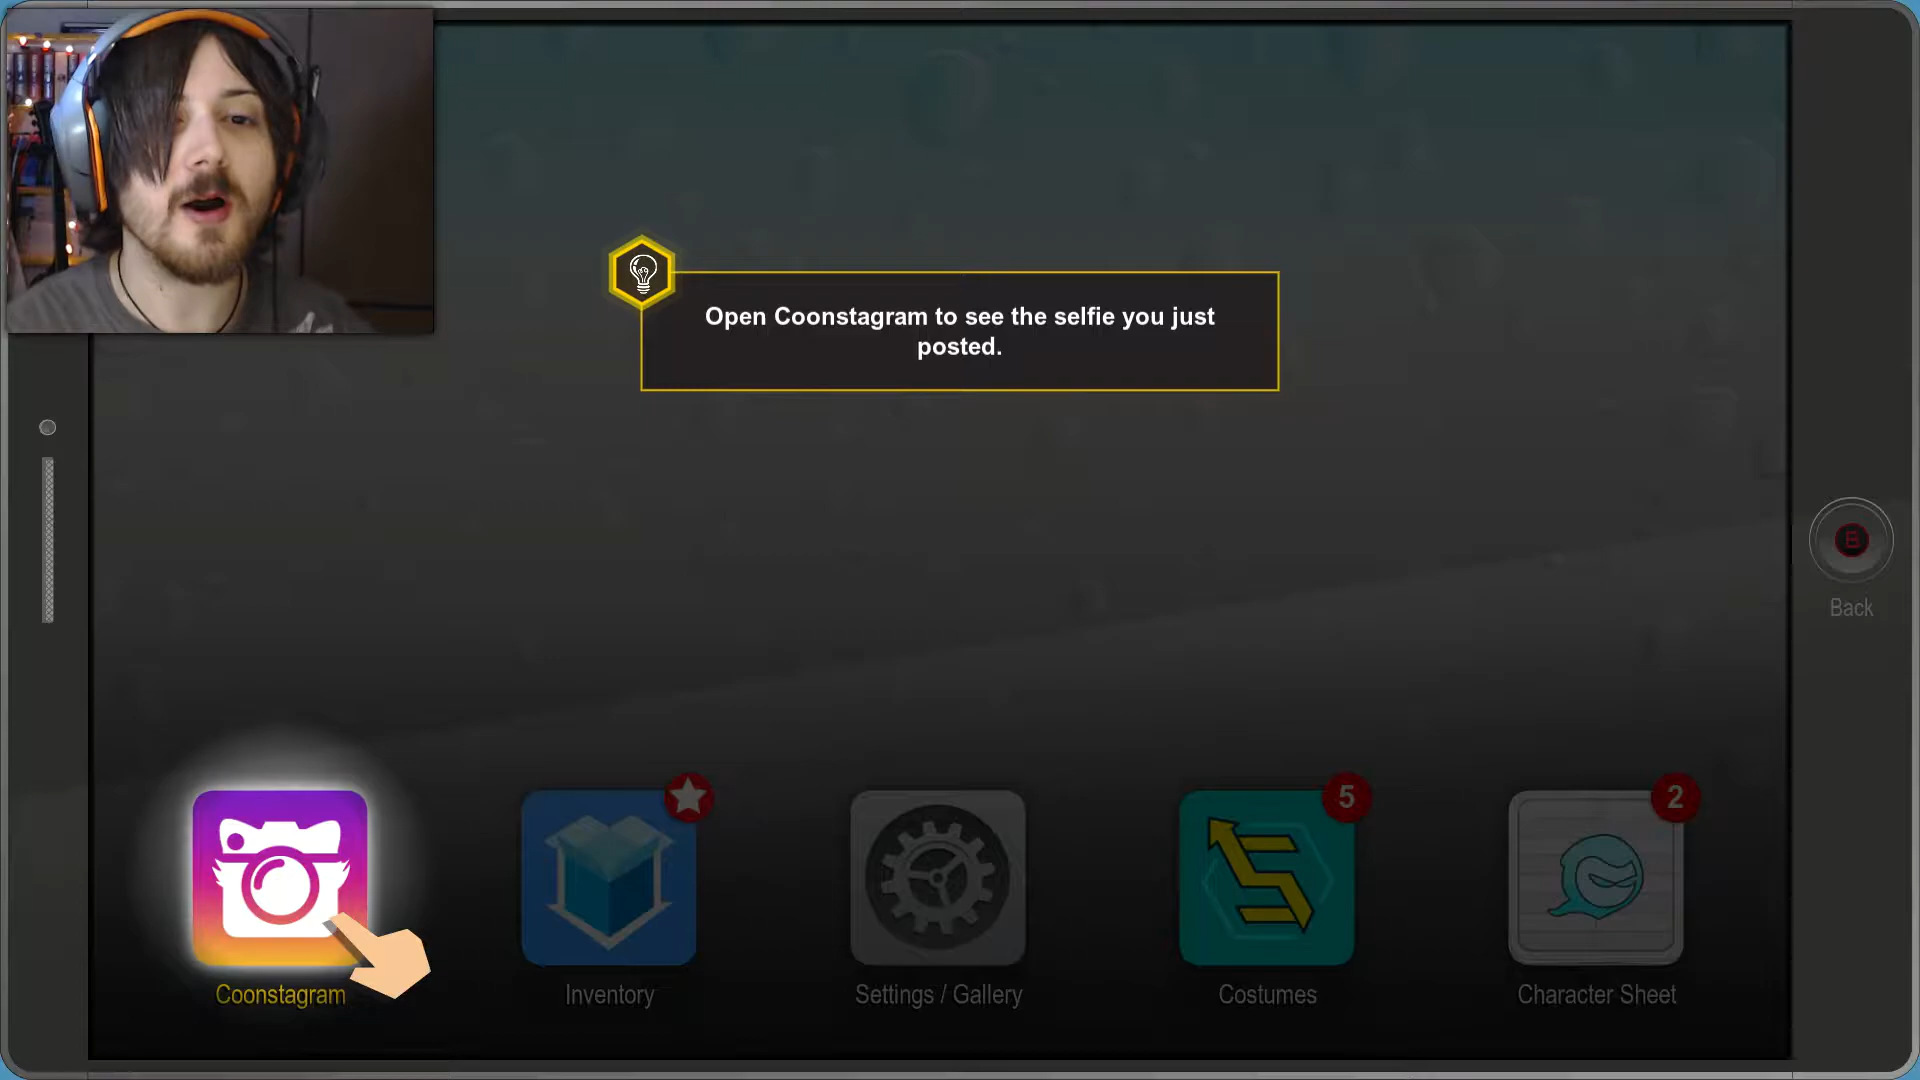 Open Coonstagram to see the selfie you just
posted.
B
Back
5
2
Coonstagram
Inventory
Settings / Gallery
Costumes
Character Sheet